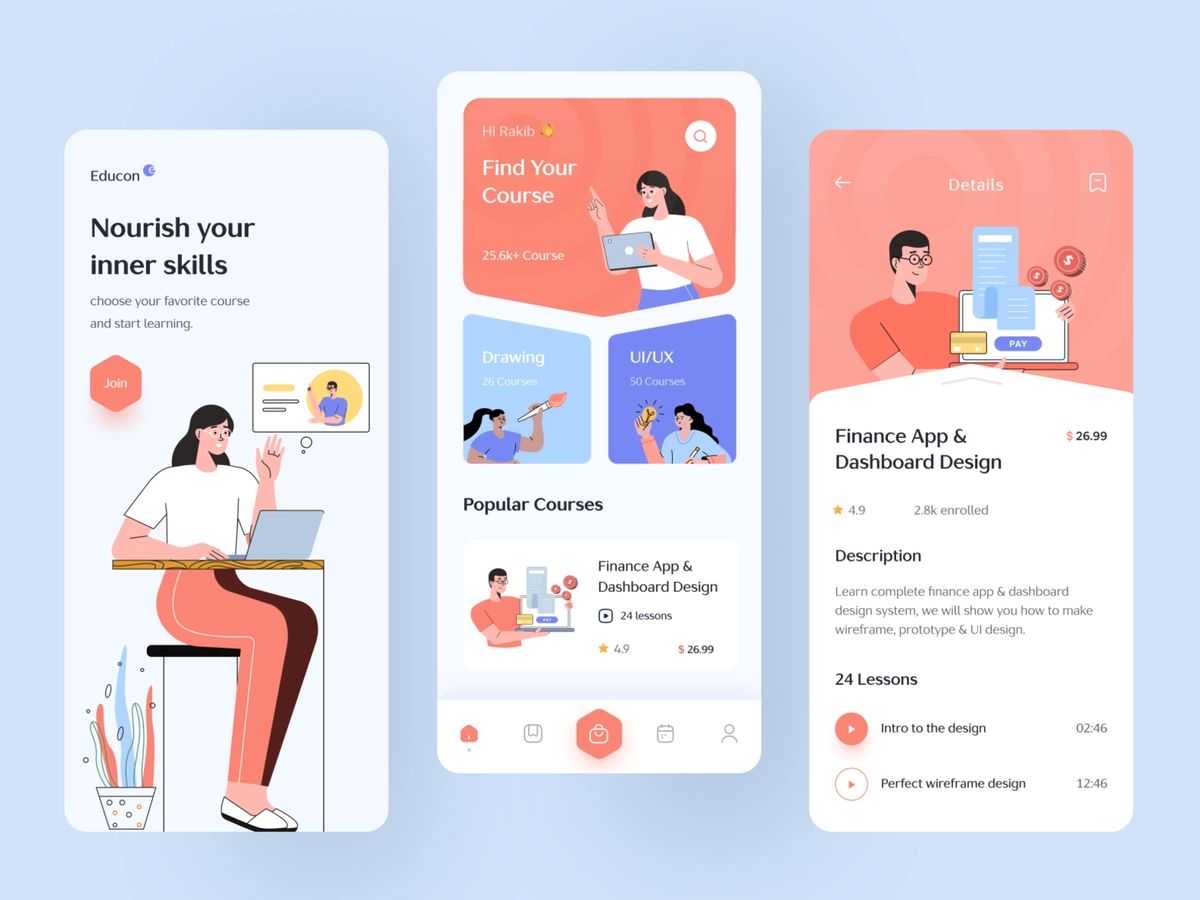 Educon
Nourish your
inner skills
choose your favorite course
and start learning.
Join
Hi Rakib 👋
Find Your
Course
25.6k+ Course
Drawing
26 Courses
UI/UX
50 Courses
Popular Courses
Finance App &
Dashboard Design
24 lessons
4.9
$ 26.99
PAY
Details
PAY
Finance App &
Dashboard Design
$ 26.99
4.9
2.8k enrolled
Description
Learn complete finance app & dashboard
design system, we will show you how to make
wireframe, prototype & UI design.
24 Lessons
Intro to the design
02:46
Perfect wireframe design
12:46